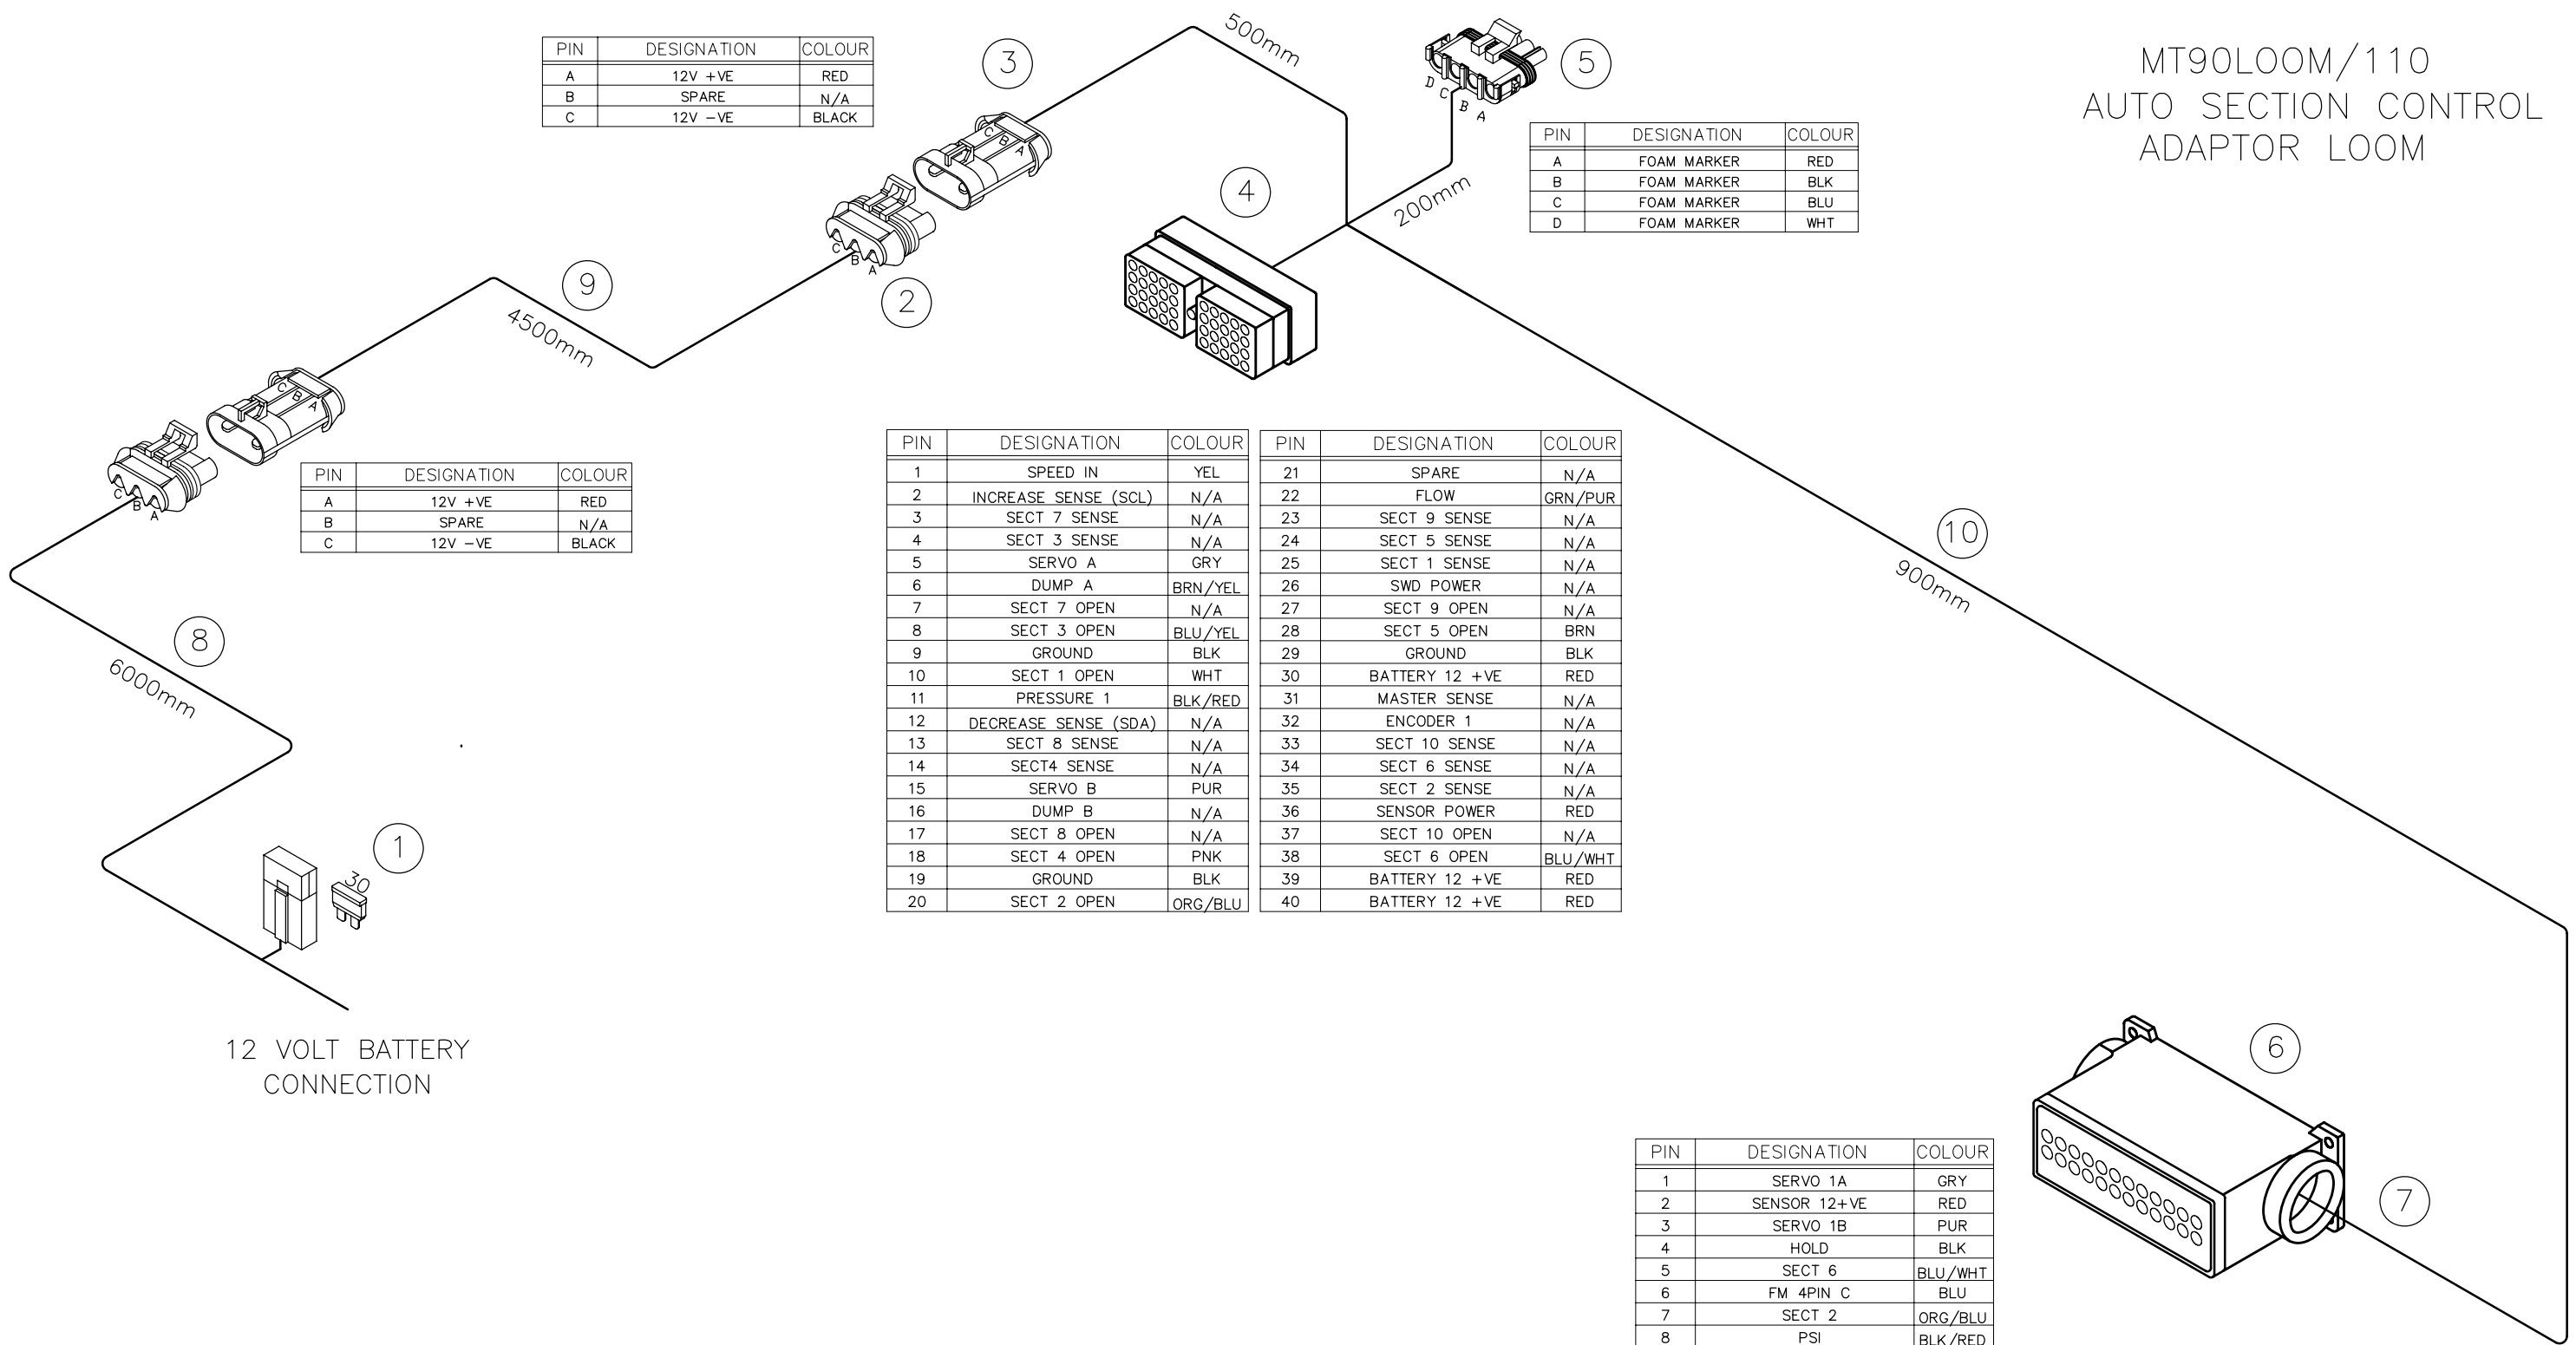 MT90LOOM/110
AUTO SECTION CONTROL
ADAPTOR LOOM
PIN DESIGNATION COLOUR
A 12V +VE RED
B SPARE N/A
C 12V -VE BLACK
3
C B A
C B A
2
500mm
5
D C B A
PIN DESIGNATION COLOUR
A FOAM MARKER RED
B FOAM MARKER BLK
C FOAM MARKER BLU
D FOAM MARKER WHT
200mm
4
9
4500mm
C B A
C B A
PIN DESIGNATION COLOUR
A 12V +VE RED
B SPARE N/A
C 12V -VE BLACK
8
6000mm
PIN DESIGNATION COLOUR
1 SPEED IN YEL
2 INCREASE SENSE (SCL) N/A
3 SECT 7 SENSE N/A
4 SECT 3 SENSE N/A
5 SERVO A GRY
6 DUMP A BRN/YEL
7 SECT 7 OPEN N/A
8 SECT 3 OPEN BLU/YEL
9 GROUND BLK
10 SECT 1 OPEN WHT
11 PRESSURE 1 BLK/RED
12 DECREASE SENSE (SDA) N/A
13 SECT 8 SENSE N/A
14 SECT4 SENSE N/A
15 SERVO B PUR
16 DUMP B N/A
17 SECT 8 OPEN N/A
18 SECT 4 OPEN PNK
19 GROUND BLK
20 SECT 2 OPEN ORG/BLU
PIN DESIGNATION COLOUR
21 SPARE N/A
22 FLOW GRN/PUR
23 SECT 9 SENSE N/A
24 SECT 5 SENSE N/A
25 SECT 1 SENSE N/A
26 SWD POWER N/A
27 SECT 9 OPEN N/A
28 SECT 5 OPEN BRN
29 GROUND BLK
30 BATTERY 12 +VE RED
31 MASTER SENSE N/A
32 ENCODER 1 N/A
33 SECT 10 SENSE N/A
34 SECT 6 SENSE N/A
35 SECT 2 SENSE N/A
36 SENSOR POWER RED
37 SECT 10 OPEN N/A
38 SECT 6 OPEN BLU/WHT
39 BATTERY 12 +VE RED
40 BATTERY 12 +VE RED
10
900mm
1
30
12 VOLT BATTERY
CONNECTION
6
7
PIN DESIGNATION COLOUR
1 SERVO 1A GRY
2 SENSOR 12+VE RED
3 SERVO 1B PUR
4 HOLD BLK
5 SECT 6 BLU/WHT
6 FM 4PIN C BLU
7 SECT 2 ORG/BLU
8 PSI BLK/RED